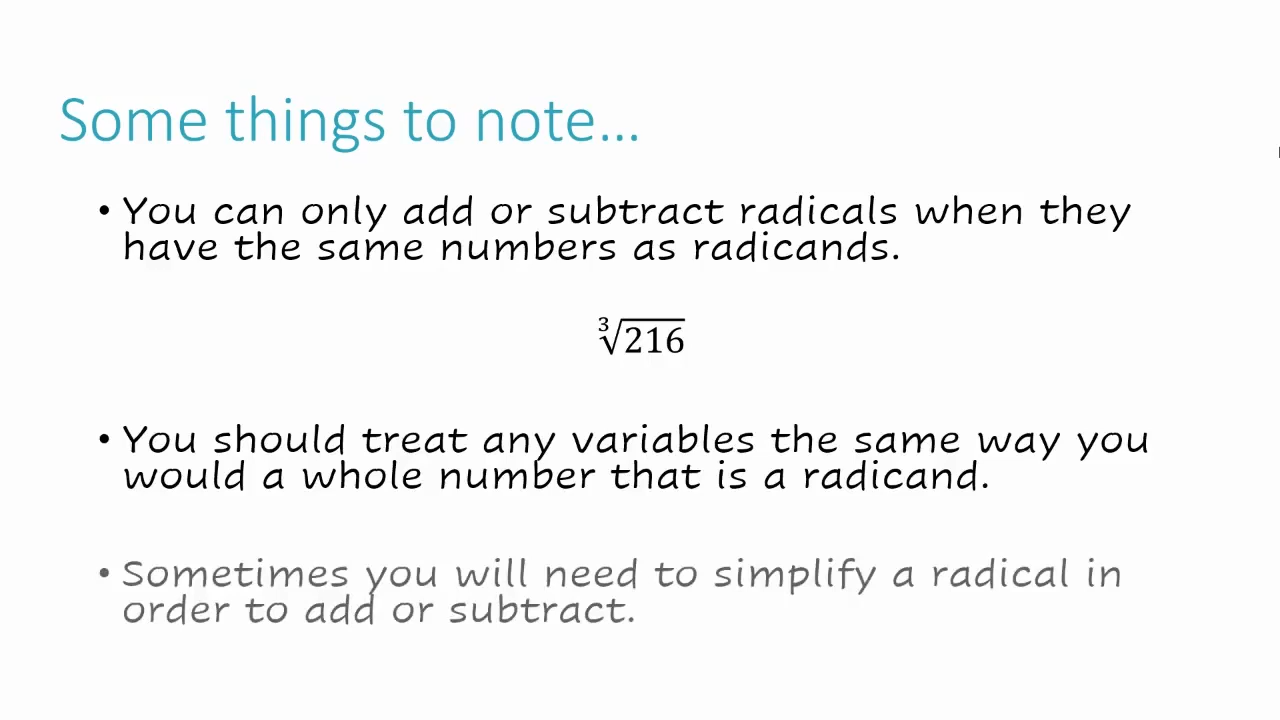 Some things to note...
• You can only add or subtract radicals when they
have the same numbers as radicands.
∛216
• You should treat any variables the same way you
would a whole number that is a radicand.
• Sometimes you will need to simplify a radical in
order to add or subtract.